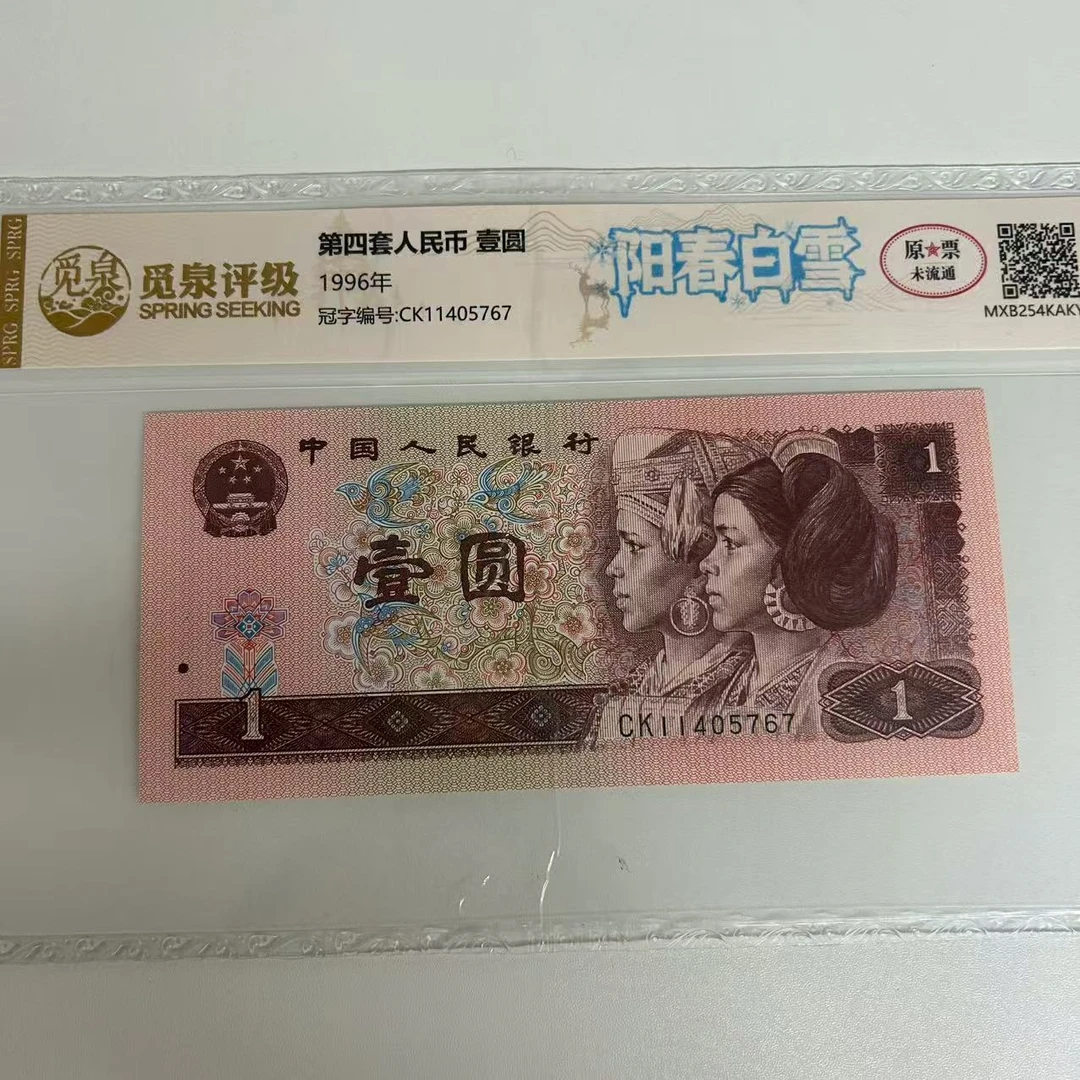 SPRG SPRG SPRG
觅泉
觅泉评级
SPRING SEEKING
第四套人民币 壹圆
1996年
冠字编号:CK11405767
阳春白雪
原★票
未流通
MXB254KAKY
中国人民银行
1
壹圆
1
CK11405767
1